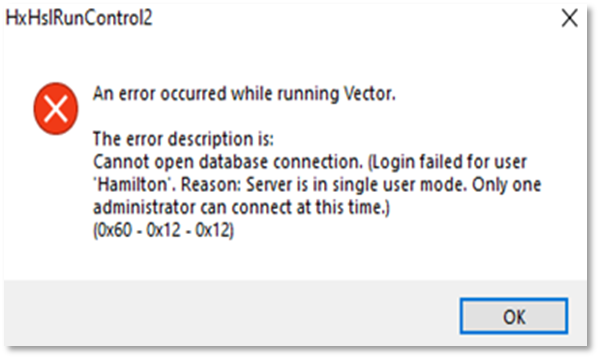 HxHslRunControl2
An error occurred while running Vector.
The error description is:
Cannot open database connection. (Login failed for user
'Hamilton'. Reason: Server is in single user mode. Only one
administrator can connect at this time.)
(0x60 - 0x12 - 0x12)
OK